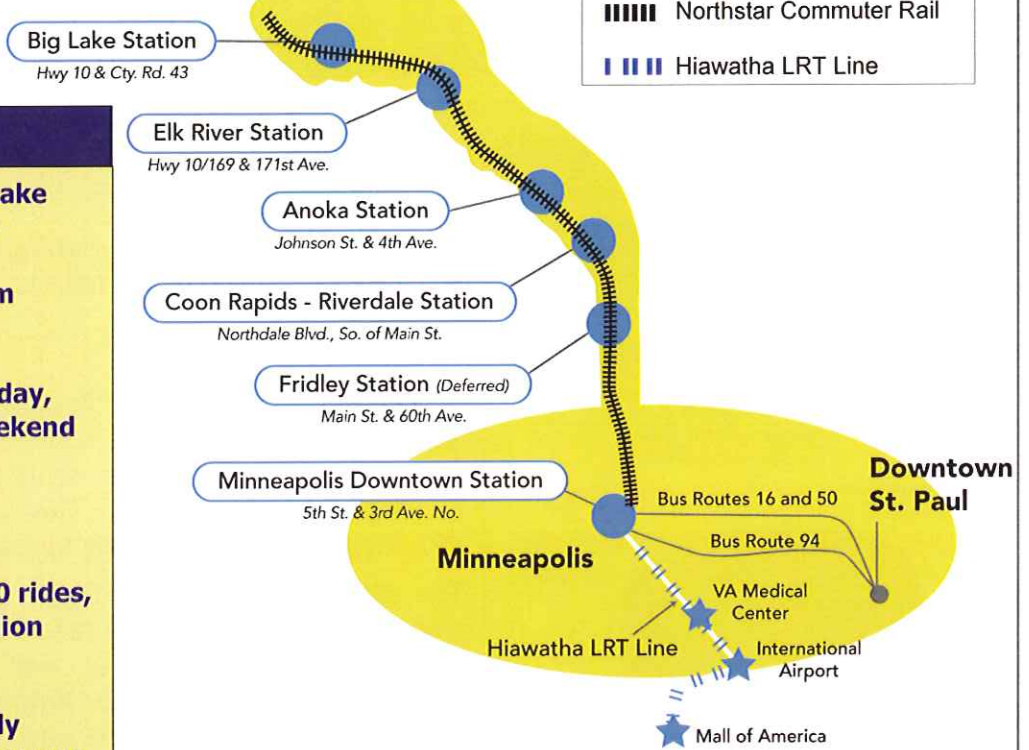 Northstar Commuter Rail
Hiawatha LRT Line
Big Lake Station
Hwy 10 & Cty. Rd. 43
Elk River Station
Hwy 10/169 & 171st Ave.
Anoka Station
Johnson St. & 4th Ave.
Coon Rapids - Riverdale Station
Northdale Blvd., So. of Main St.
Fridley Station (Deferred)
Main St. & 60th Ave.
Minneapolis Downtown Station
5th St. & 3rd Ave. No.
Downtown
St. Paul
Bus Routes 16 and 50
Bus Route 94
Minneapolis
VA Medical
Center
Hiawatha LRT Line
International
Airport
Mall of America
ake
m
day,
ekend
0 rides,
ion
ly